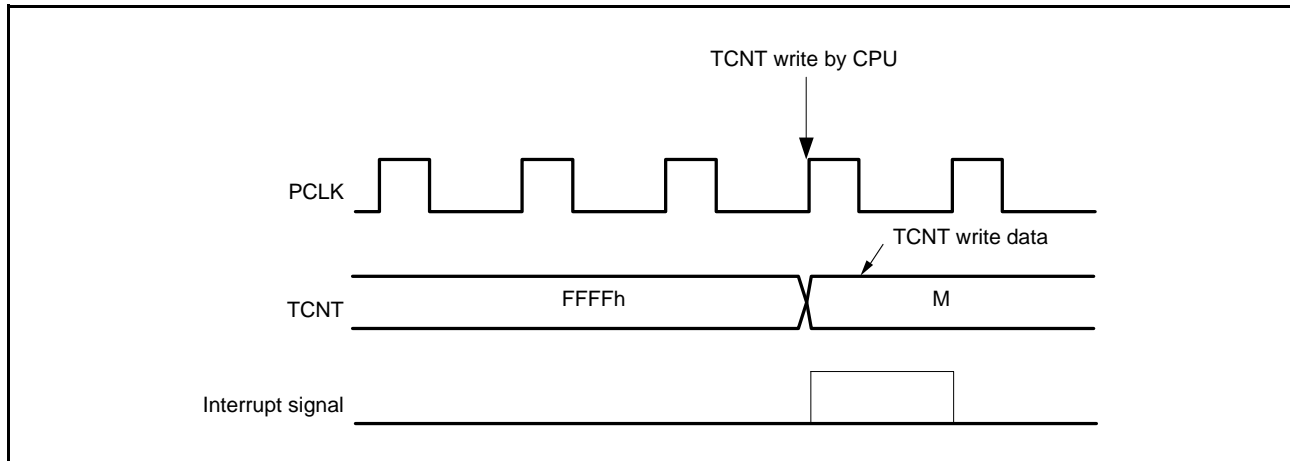 TCNT write by CPU
PCLK
TCNT write data
TCNT
FFFFh
M
Interrupt signal